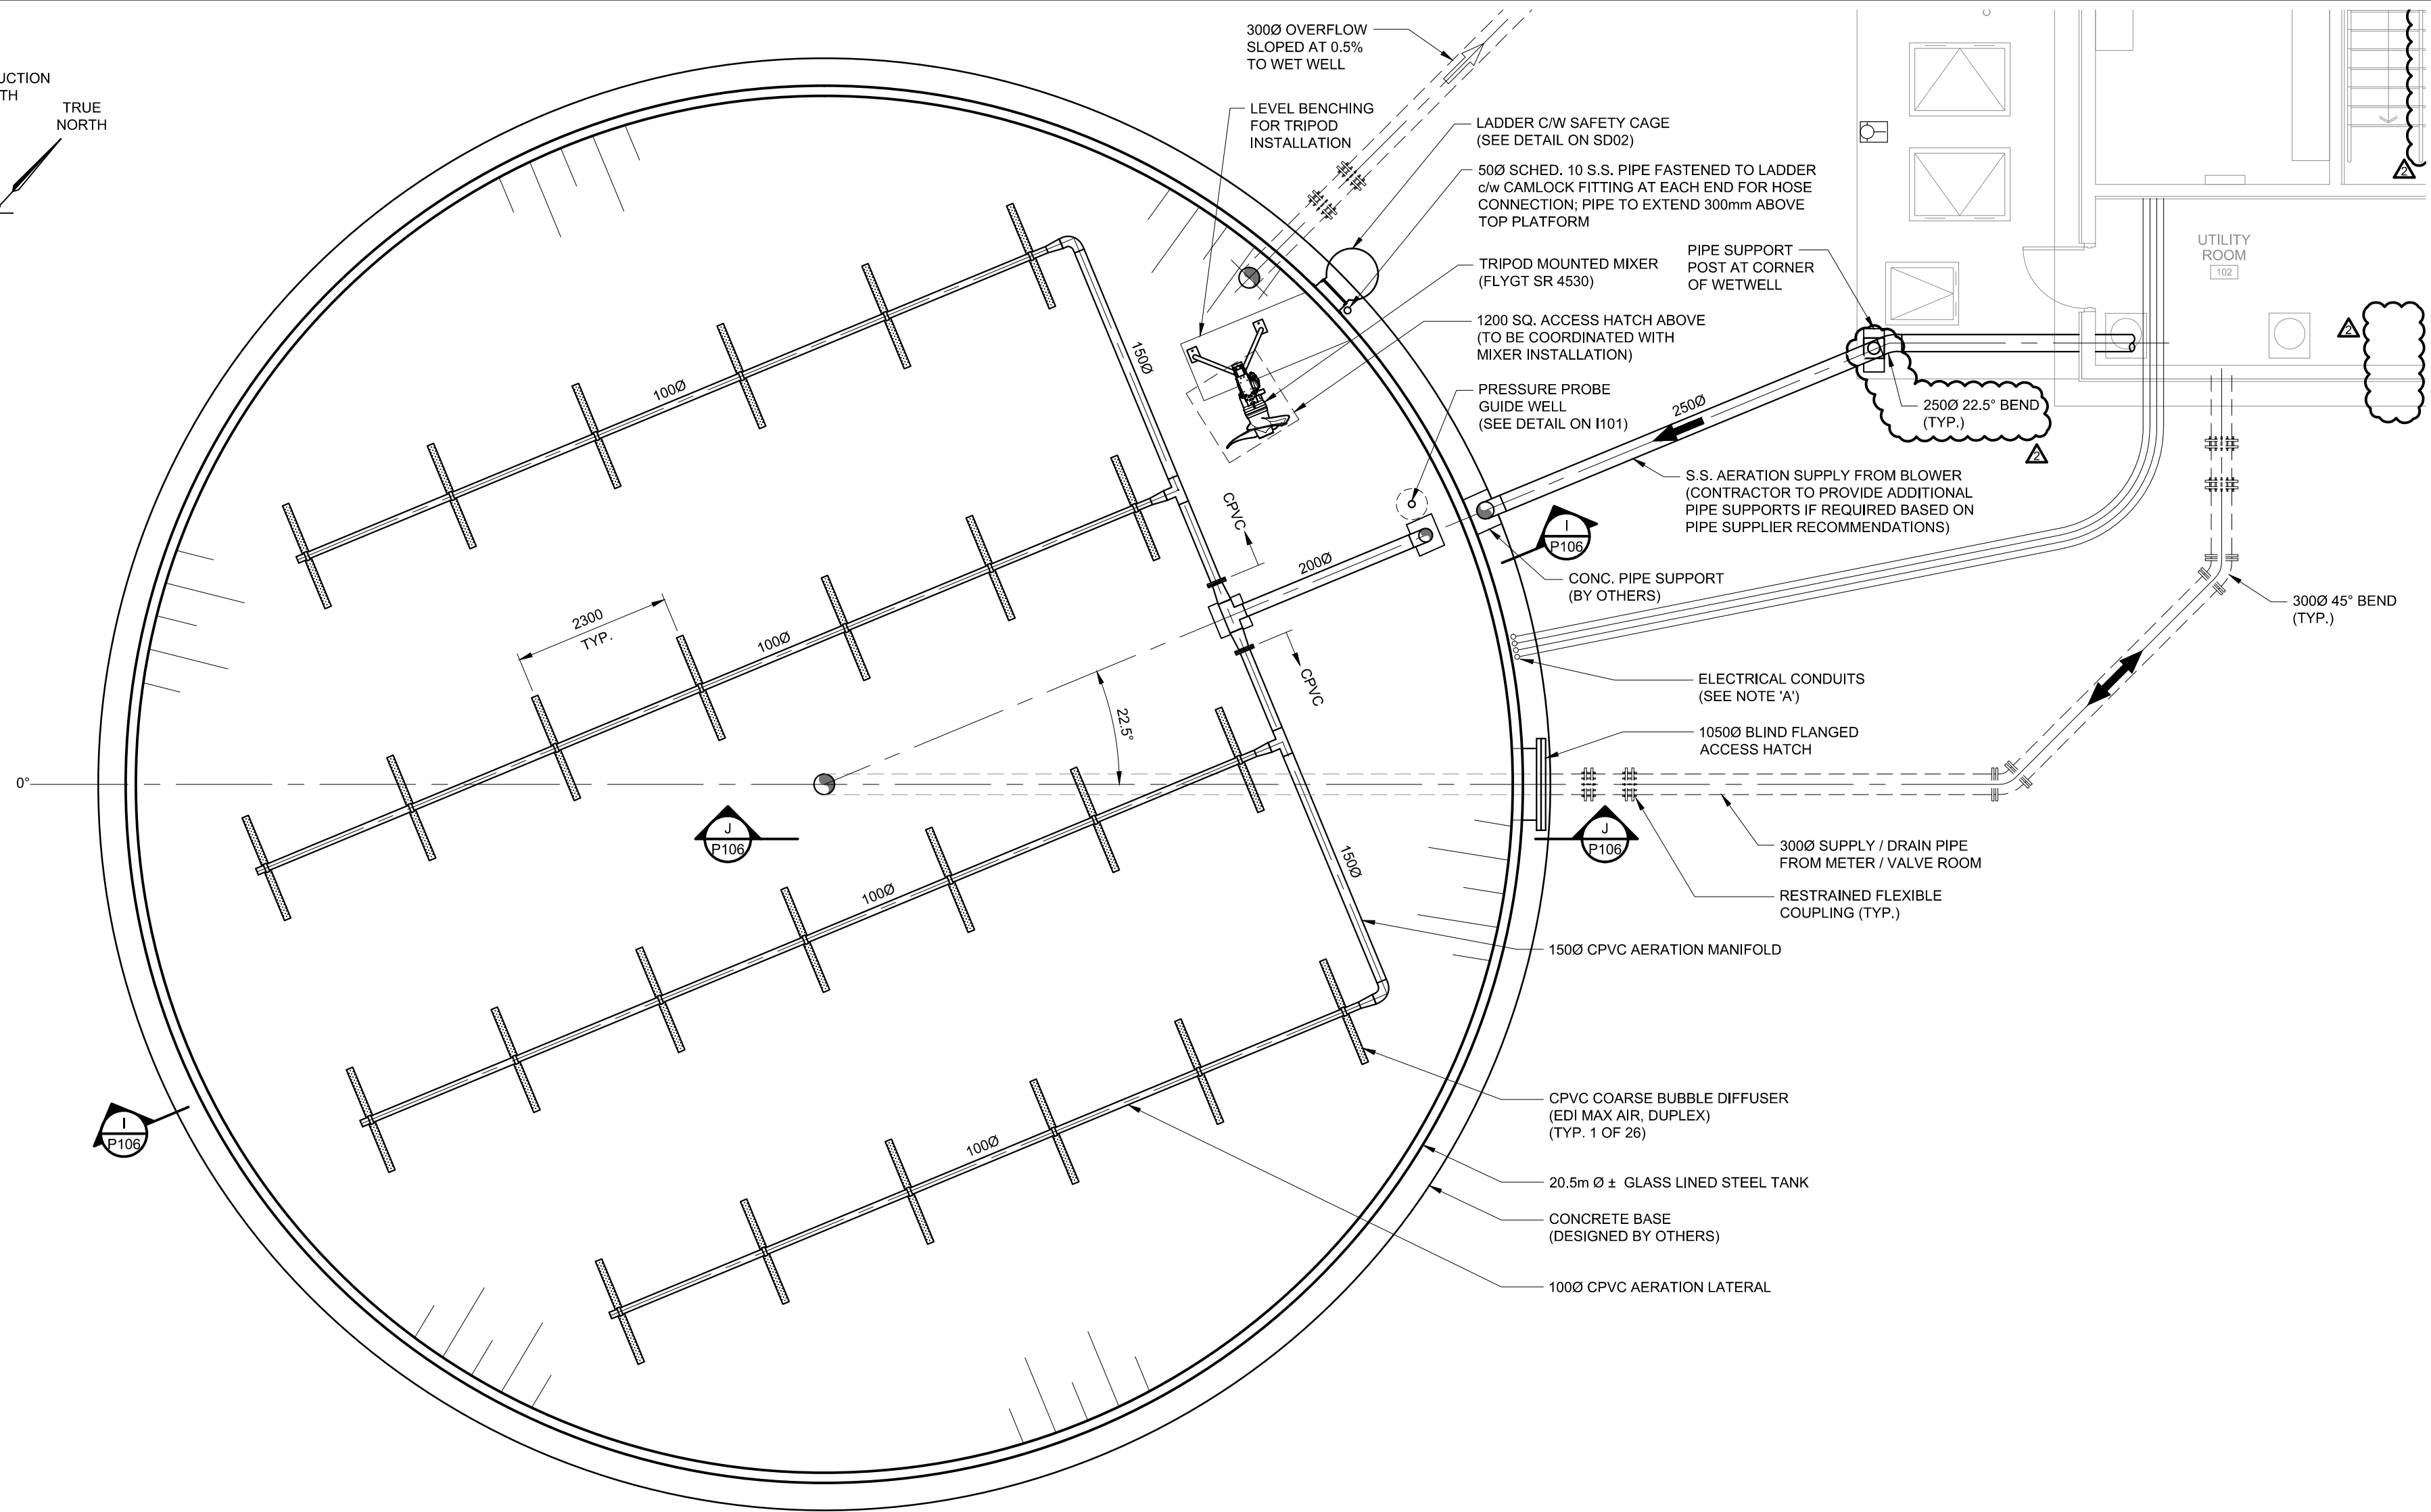 UCTION
TH
TRUE
NORTH
300Ø OVERFLOW
SLOPED AT 0.5%
TO WET WELL
LEVEL BENCHING
FOR TRIPOD
INSTALLATION
LADDER C/W SAFETY CAGE
(SEE DETAIL ON SD02)
50Ø SCHED. 10 S.S. PIPE FASTENED TO LADDER
c/w CAMLOCK FITTING AT EACH END FOR HOSE
CONNECTION; PIPE TO EXTEND 300mm ABOVE
TOP PLATFORM
TRIPOD MOUNTED MIXER
(FLYGT SR 4530)
1200 SQ. ACCESS HATCH ABOVE
(TO BE COORDINATED WITH
MIXER INSTALLATION)
PRESSURE PROBE
GUIDE WELL
(SEE DETAIL ON I101)
PIPE SUPPORT
POST AT CORNER
OF WETWELL
UTILITY
ROOM
102
2
2
2
250Ø 22.5° BEND
(TYP.)
250Ø
S.S. AERATION SUPPLY FROM BLOWER
(CONTRACTOR TO PROVIDE ADDITIONAL
PIPE SUPPORTS IF REQUIRED BASED ON
PIPE SUPPLIER RECOMMENDATIONS)
I
P106
CONC. PIPE SUPPORT
(BY OTHERS)
300Ø 45° BEND
(TYP.)
ELECTRICAL CONDUITS
(SEE NOTE 'A')
1050Ø BLIND FLANGED
ACCESS HATCH
150Ø
100Ø
CPVC
200Ø
CPVC
2300
TYP.
100Ø
22.5°
0°
J
P106
J
P106
300Ø SUPPLY / DRAIN PIPE
FROM METER / VALVE ROOM
RESTRAINED FLEXIBLE
COUPLING (TYP.)
150Ø
100Ø
150Ø CPVC AERATION MANIFOLD
I
P106
100Ø
CPVC COARSE BUBBLE DIFFUSER
(EDI MAX AIR, DUPLEX)
(TYP. 1 OF 26)
20.5m Ø ± GLASS LINED STEEL TANK
CONCRETE BASE
(DESIGNED BY OTHERS)
100Ø CPVC AERATION LATERAL